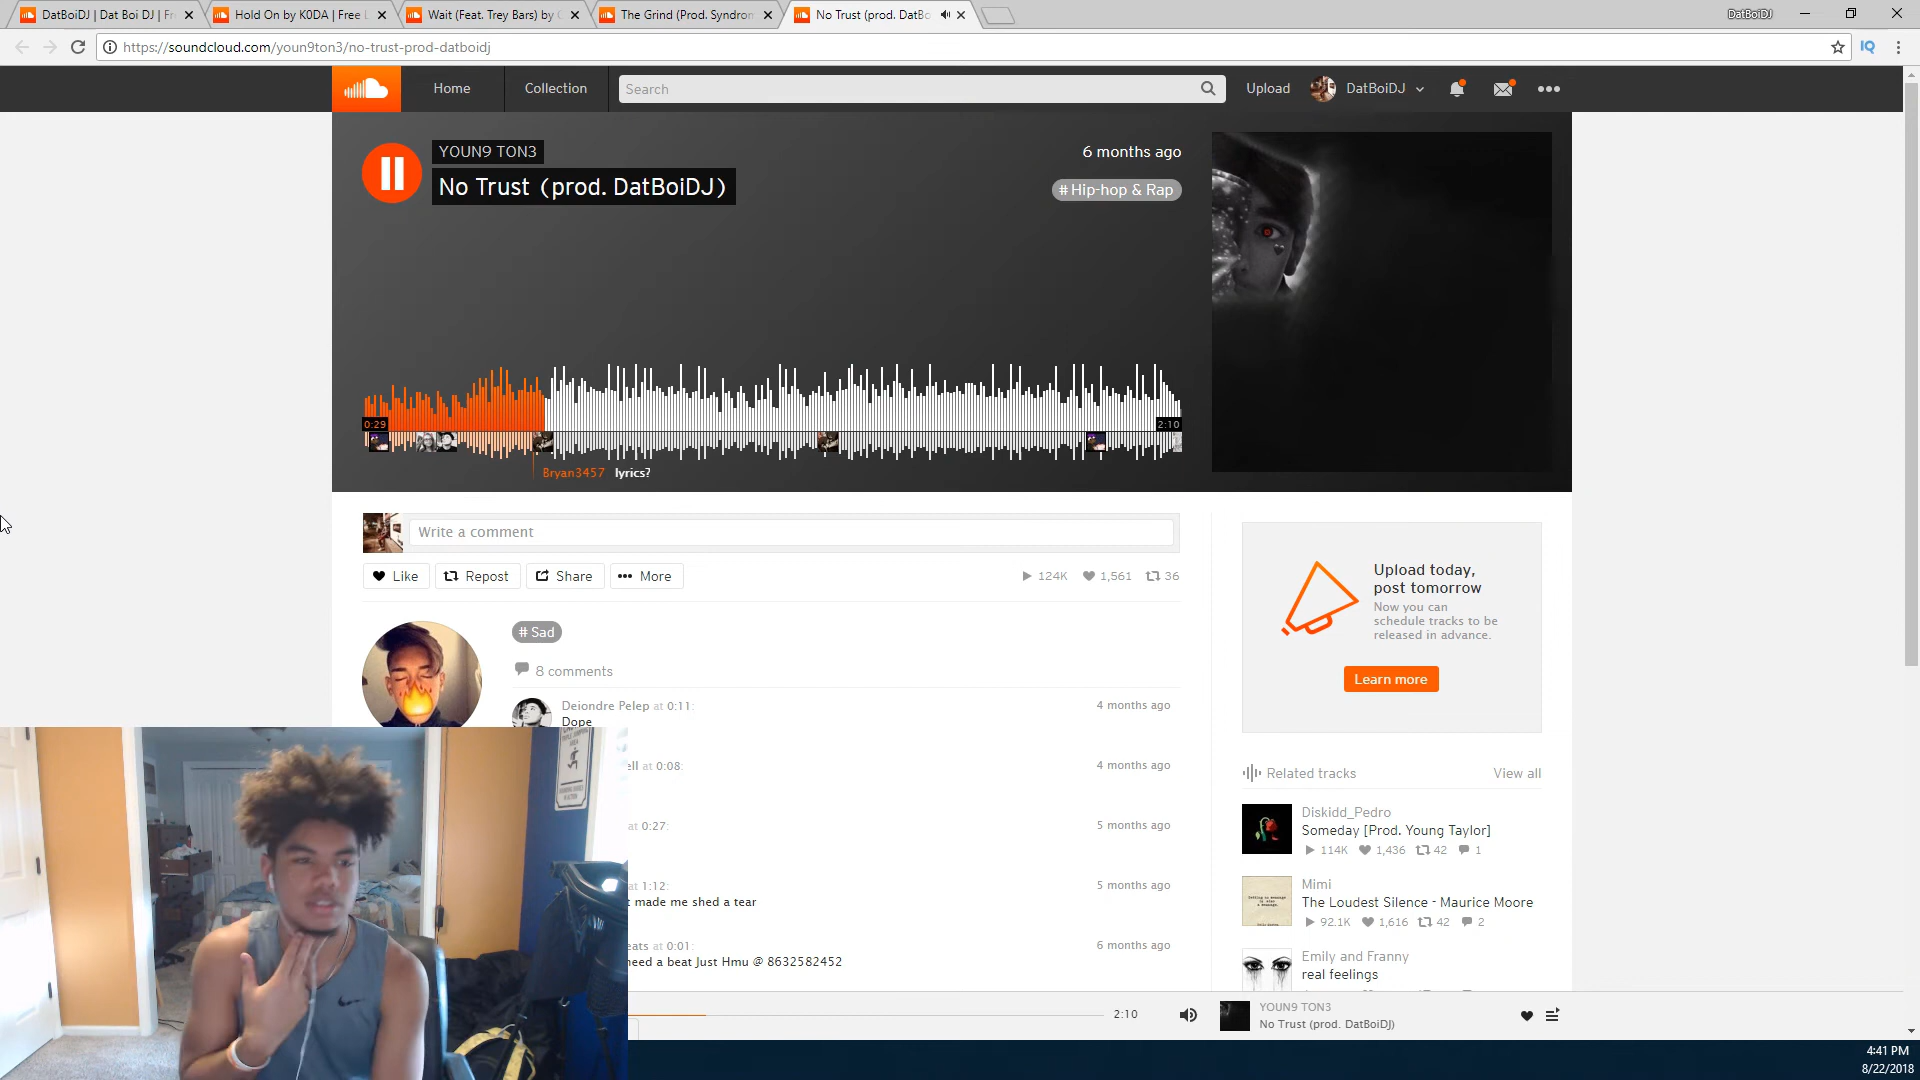 DatBoiDJ | Dat Boi DJ | Fr
Hold On by K0DA | Free L
Wait (Feat. Trey Bars) by
The Grind (Prod. Syndrom
No Trust (prod. DatBo
DatBoiDJ
https://soundcloud.com/youn9ton3/no-trust-prod-datboidj
IQ
Home
Collection
Search
Upload
DatBoiDJ
YOUN9 TON3
No Trust (prod. DatBoiDJ)
6 months ago
# Hip-hop & Rap
0:29
2:10
Bryan3457 lyrics?
Write a comment
Like
Repost
Share
More
124K
1,561
36
# Sad
8 comments
Deiondre Pelep at 0:11:
4 months ago
Dope
ell at 0:08:
4 months ago
at 0:27:
5 months ago
at 1:12:
5 months ago
t made me shed a tear
eats at 0:01:
6 months ago
need a beat Just Hmu @ 8632582452
Upload today,
post tomorrow
Now you can
schedule tracks to be
released in advance.
Learn more
Related tracks
View all
Diskidd_Pedro
Someday [Prod. Young Taylor]
114K 1,436 42 1
Mimi
The Loudest Silence - Maurice Moore
92.1K 1,616 42 2
Emily and Franny
real feelings
2:10
YOUN9 TON3
No Trust (prod. DatBoiDJ)
4:41 PM
8/22/2018